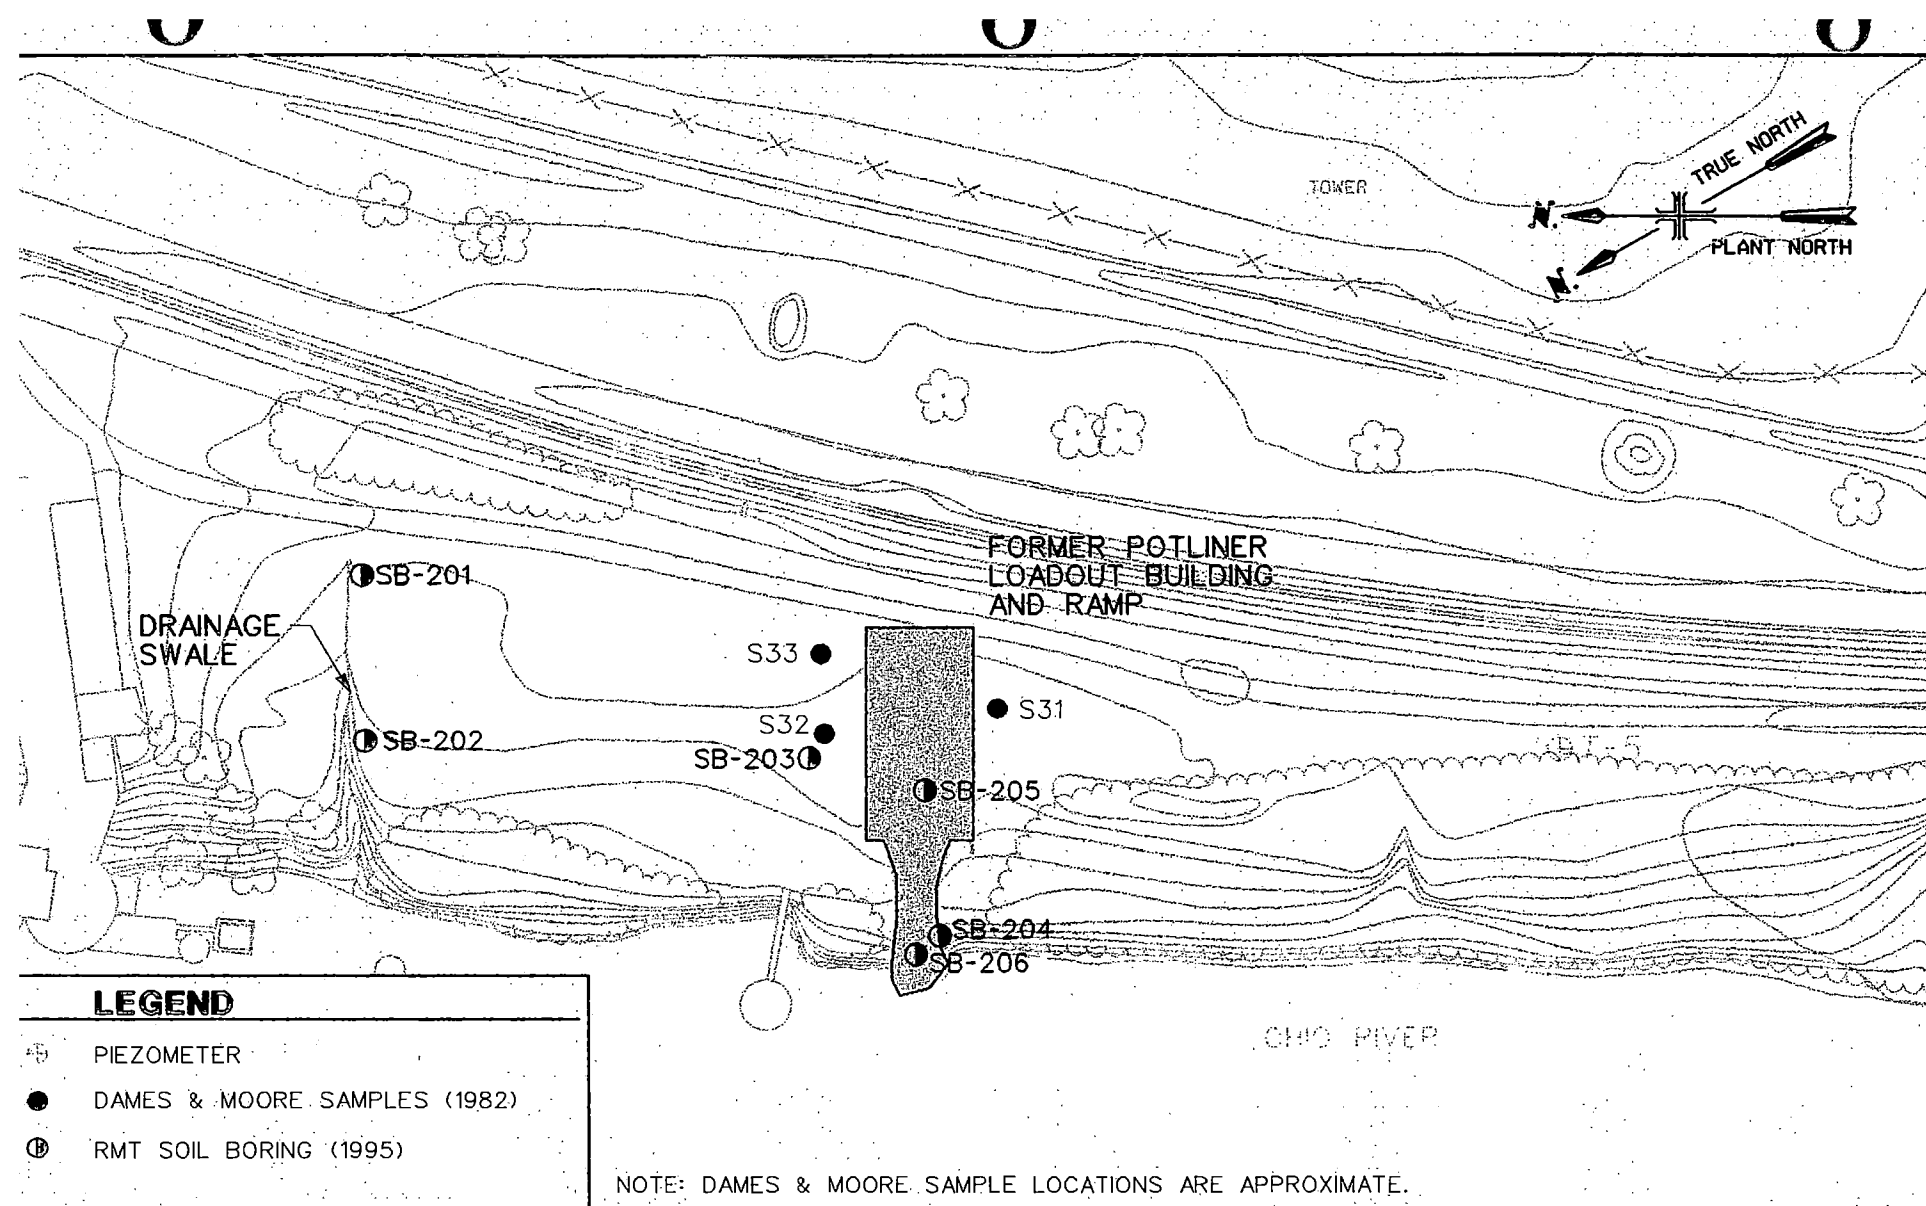 TOWER
TRUE NORTH
N.
PLANT NORTH
N.
FORMER POTLINER
LOADOUT BUILDING
AND RAMP
SB-201
DRAINAGE
SWALE
S33
S31
S32
SB-202
SB-203
SB-205
SB-204
SB-206
OHIO RIVER
LEGEND
PIEZOMETER
DAMES & MOORE SAMPLES (1982)
RMT SOIL BORING (1995)
NOTE: DAMES & MOORE SAMPLE LOCATIONS ARE APPROXIMATE.